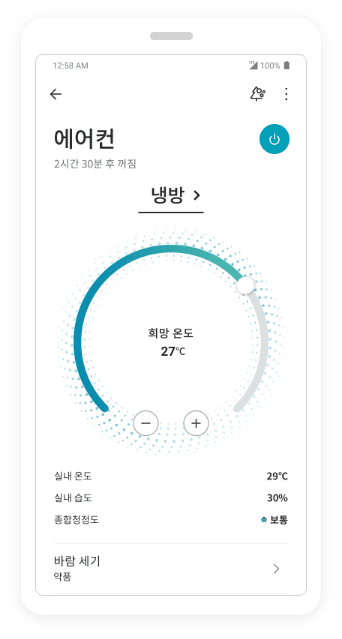 12:58 AM 100%
에어컨
2시간 30분 후 꺼짐
냉방
희망 온도
27°C
실내 온도 29°C
실내 습도 30%
종합청정도 보통
바람 세기
약풍